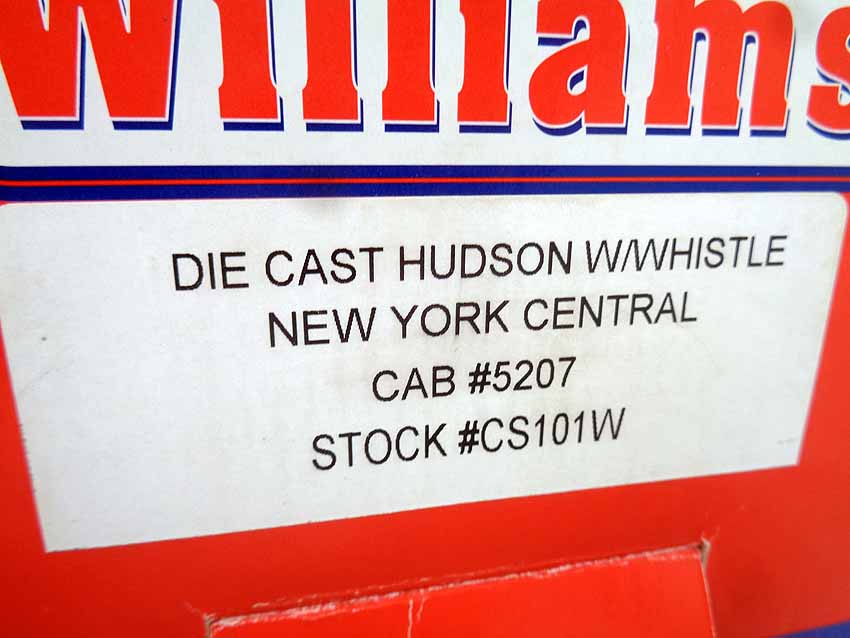 Williams
DIE CAST HUDSON W/WHISTLE
NEW YORK CENTRAL
CAB #5207
STOCK #CS101W